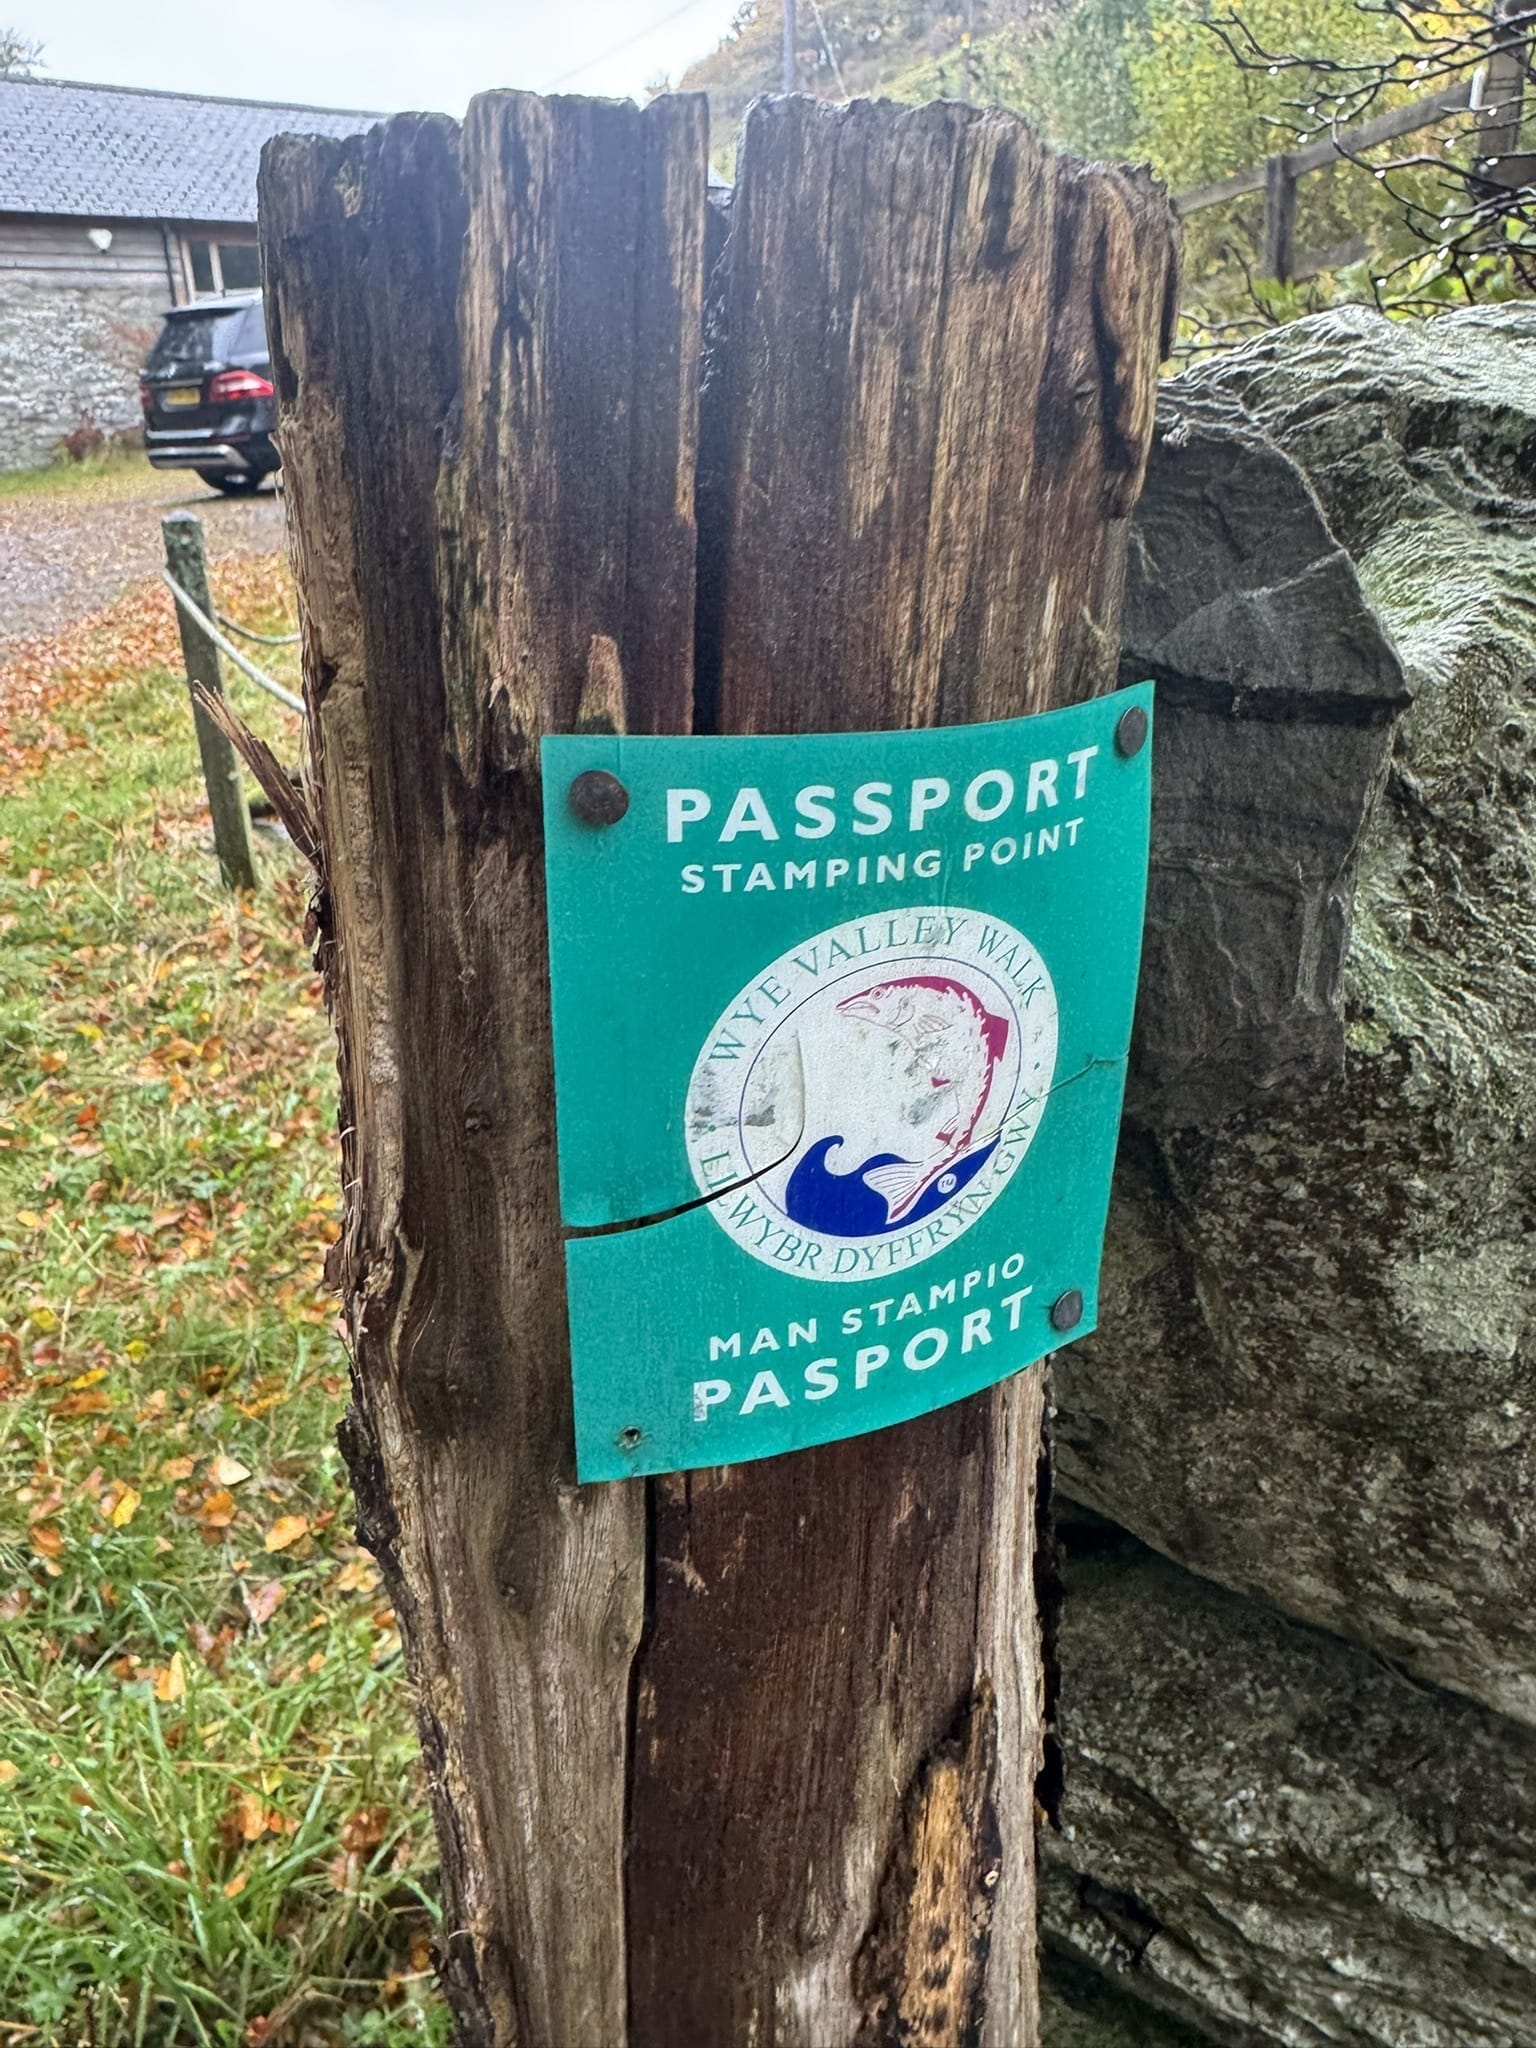 PASSPORT
STAMPING POINT
WYE VALLEY WALK
LLWYBR DYFFRYN GWY
MAN STAMPIO
PASPORT